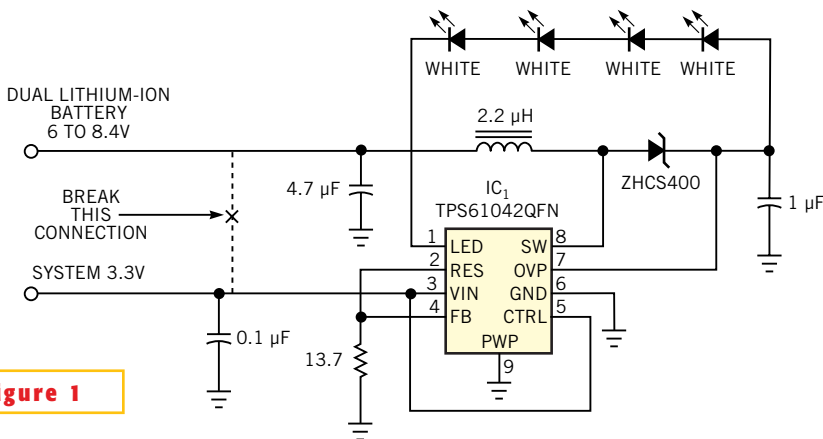 WHITE WHITE WHITE WHITE
DUAL LITHIUM-ION
BATTERY
6 TO 8.4V
2.2 µH
ZHCS400
4.7 µF
IC1
TPS61042QFN
1 µF
BREAK
THIS
CONNECTION
1 LED SW 8
2 RES OVP 7
SYSTEM 3.3V
3 VIN GND 6
4 FB CTRL 5
0.1 µF
PWP
13.7
9
igure 1